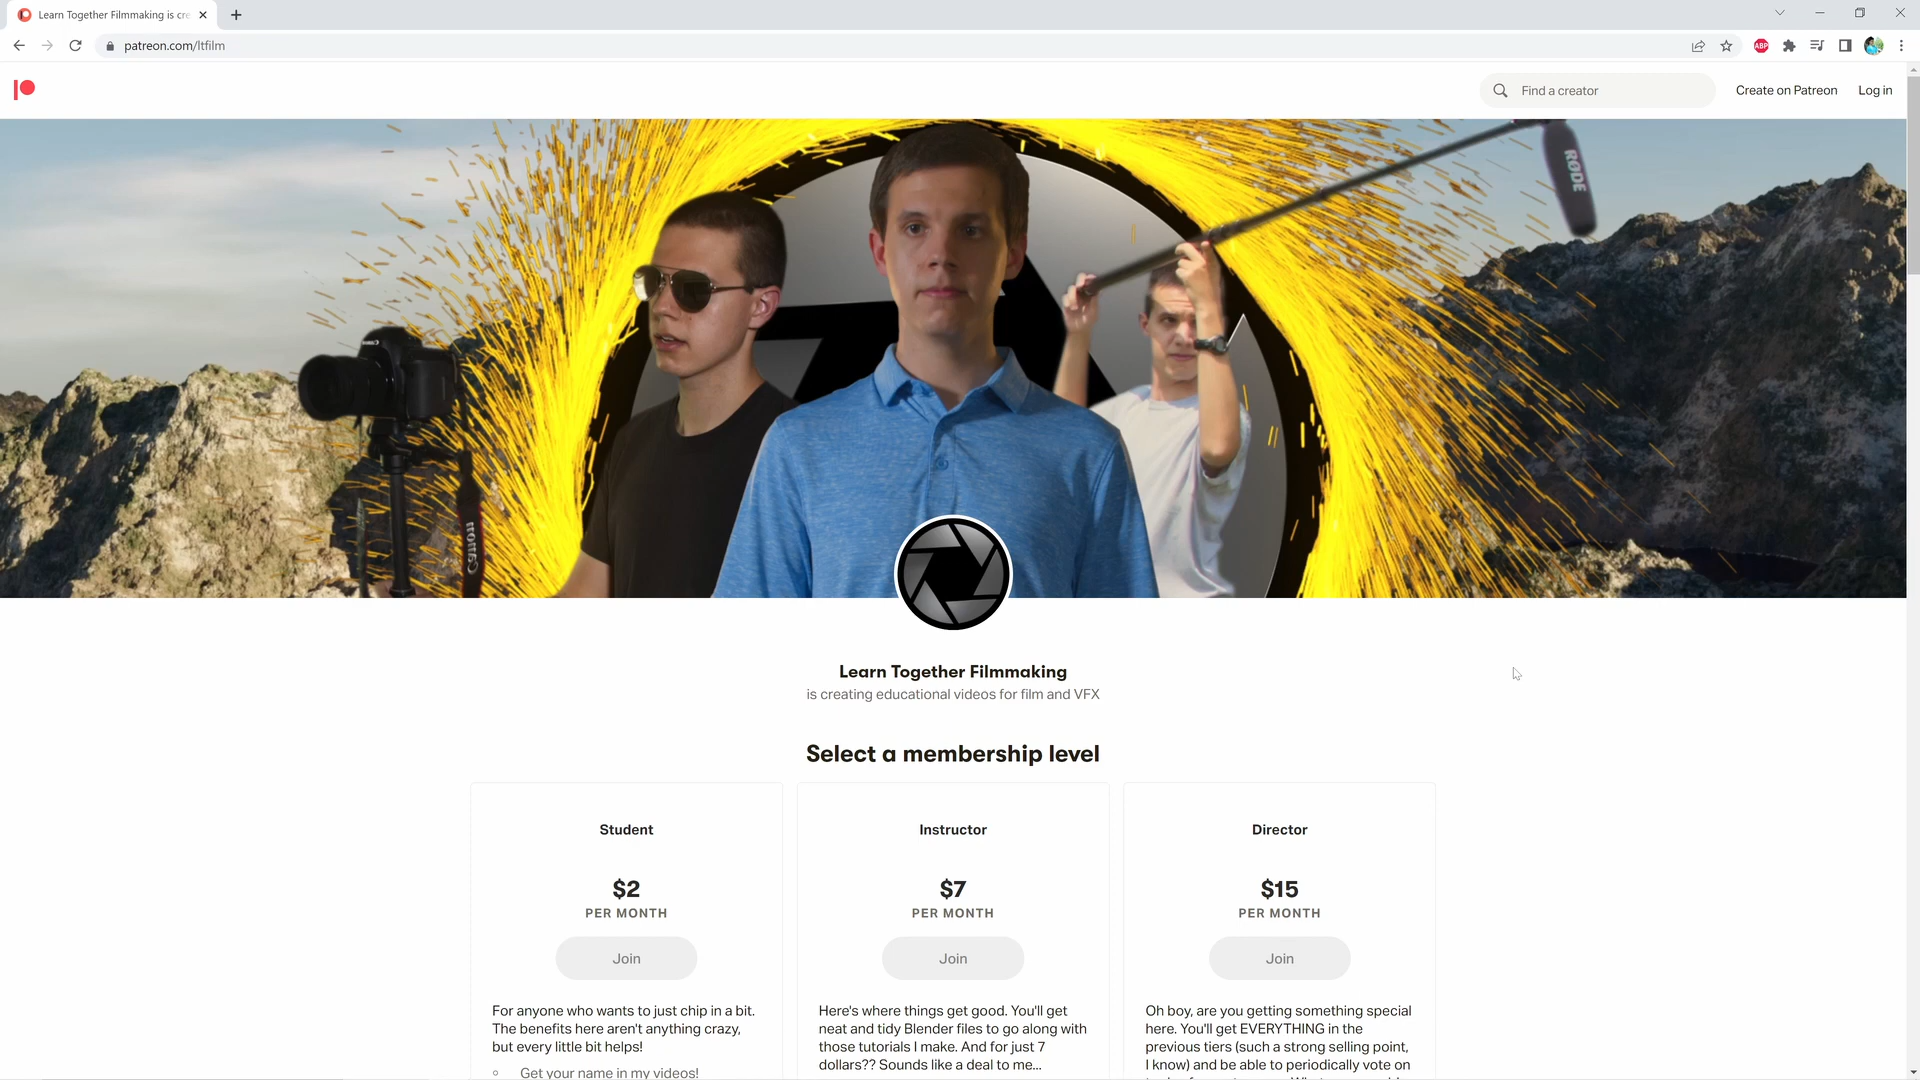 Learn Together Filmmaking is cre
patreon.com/ltfilm
ABP
Find a creator
Create on Patreon
Log in
RØDE
Canon
Learn Together Filmmaking
is creating educational videos for film and VFX
Select a membership level
Student
$2
PER MONTH
Join
For anyone who wants to just chip in a bit.
The benefits here aren't anything crazy,
but every little bit helps!
Get your name in my videos!
Instructor
$7
PER MONTH
Join
Here's where things get good. You'll get
neat and tidy Blender files to go along with
those tutorials I make. And for just 7
dollars?? Sounds like a deal to me...
Director
$15
PER MONTH
Join
Oh boy, are you getting something special
here. You'll get EVERYTHING in the
previous tiers (such a strong selling point,
I know) and be able to periodically vote on